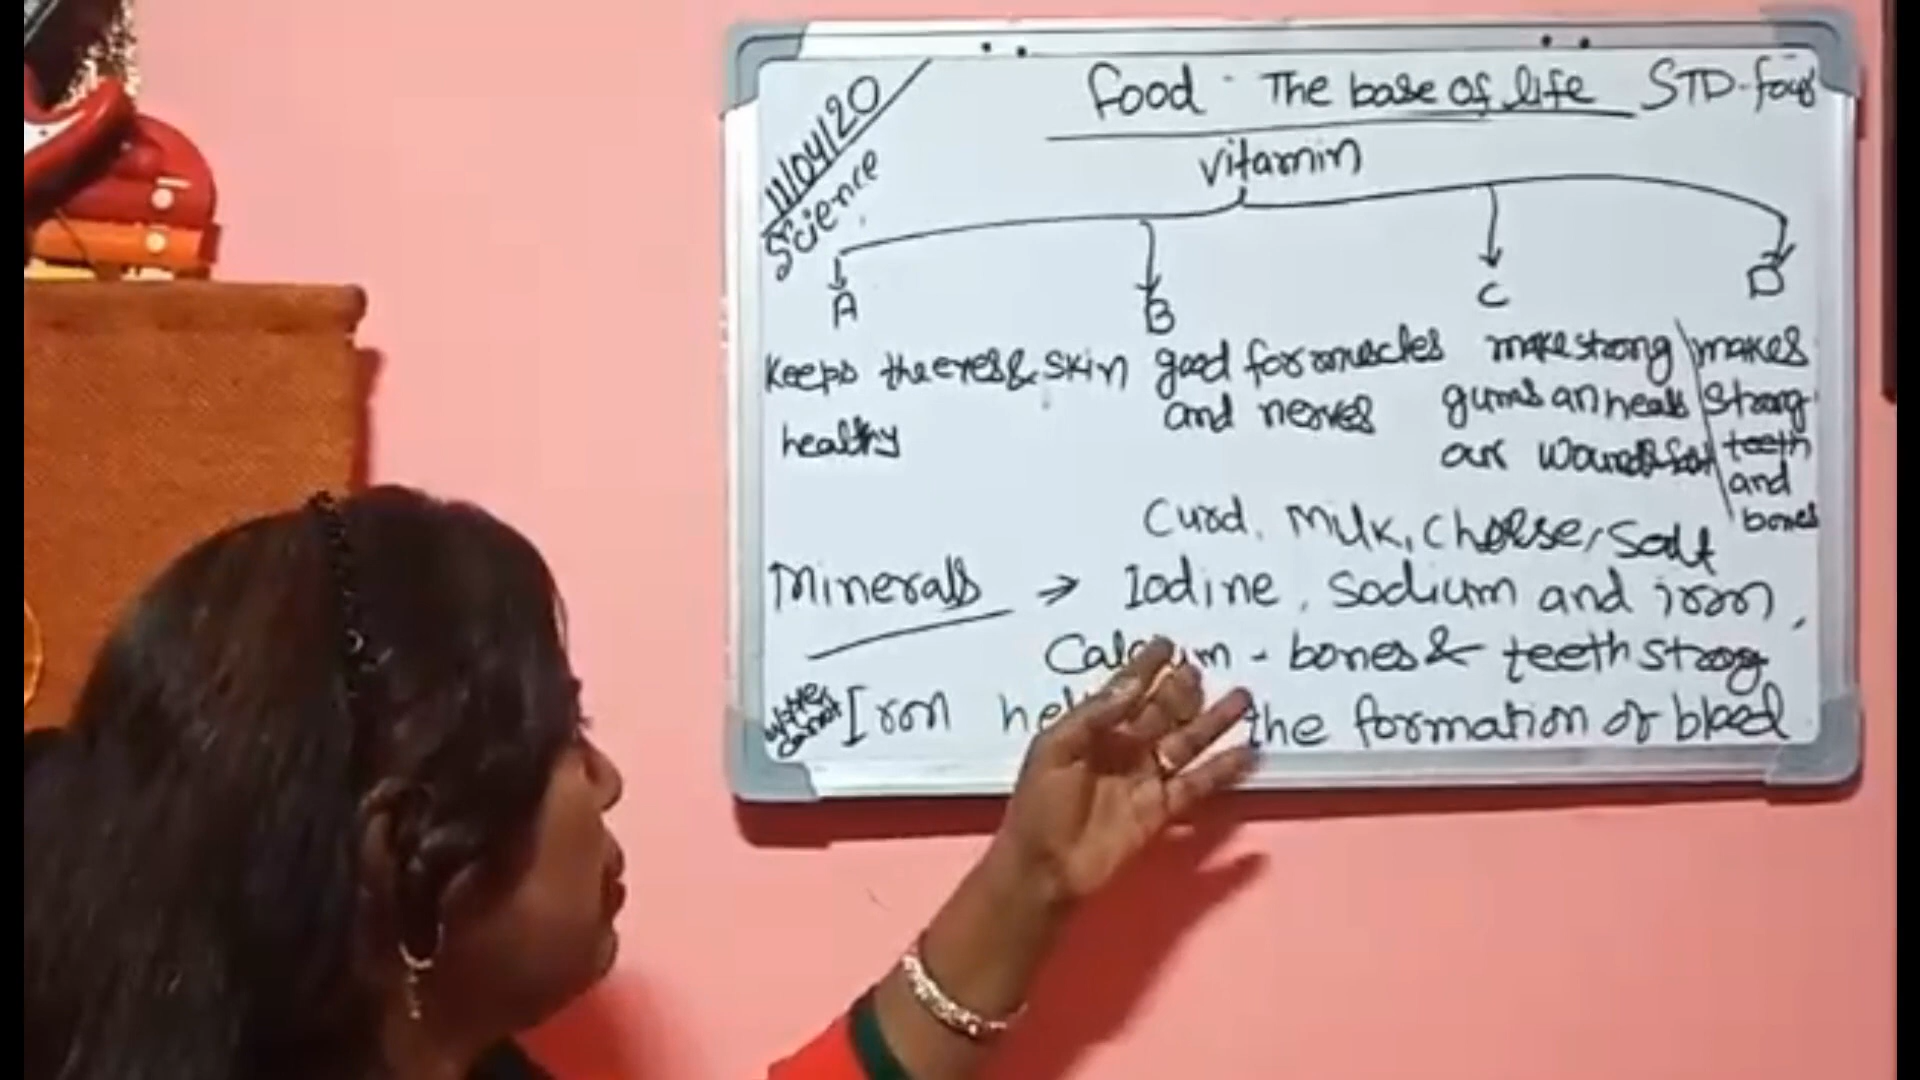 11/04/20
Science
Food - The base of life STD-four
vitamin
A B C D
Keeps the eyes & skin
healthy
good for muscles
and nerves
make strong
gums an heals
our wounds fast
makes
strong
teeth
and
bones
Curd, Milk, Cheese, Salt
Minerals → Iodine, Sodium and iron,
Calcium - bones & teeth strong
Iron the formation of blood